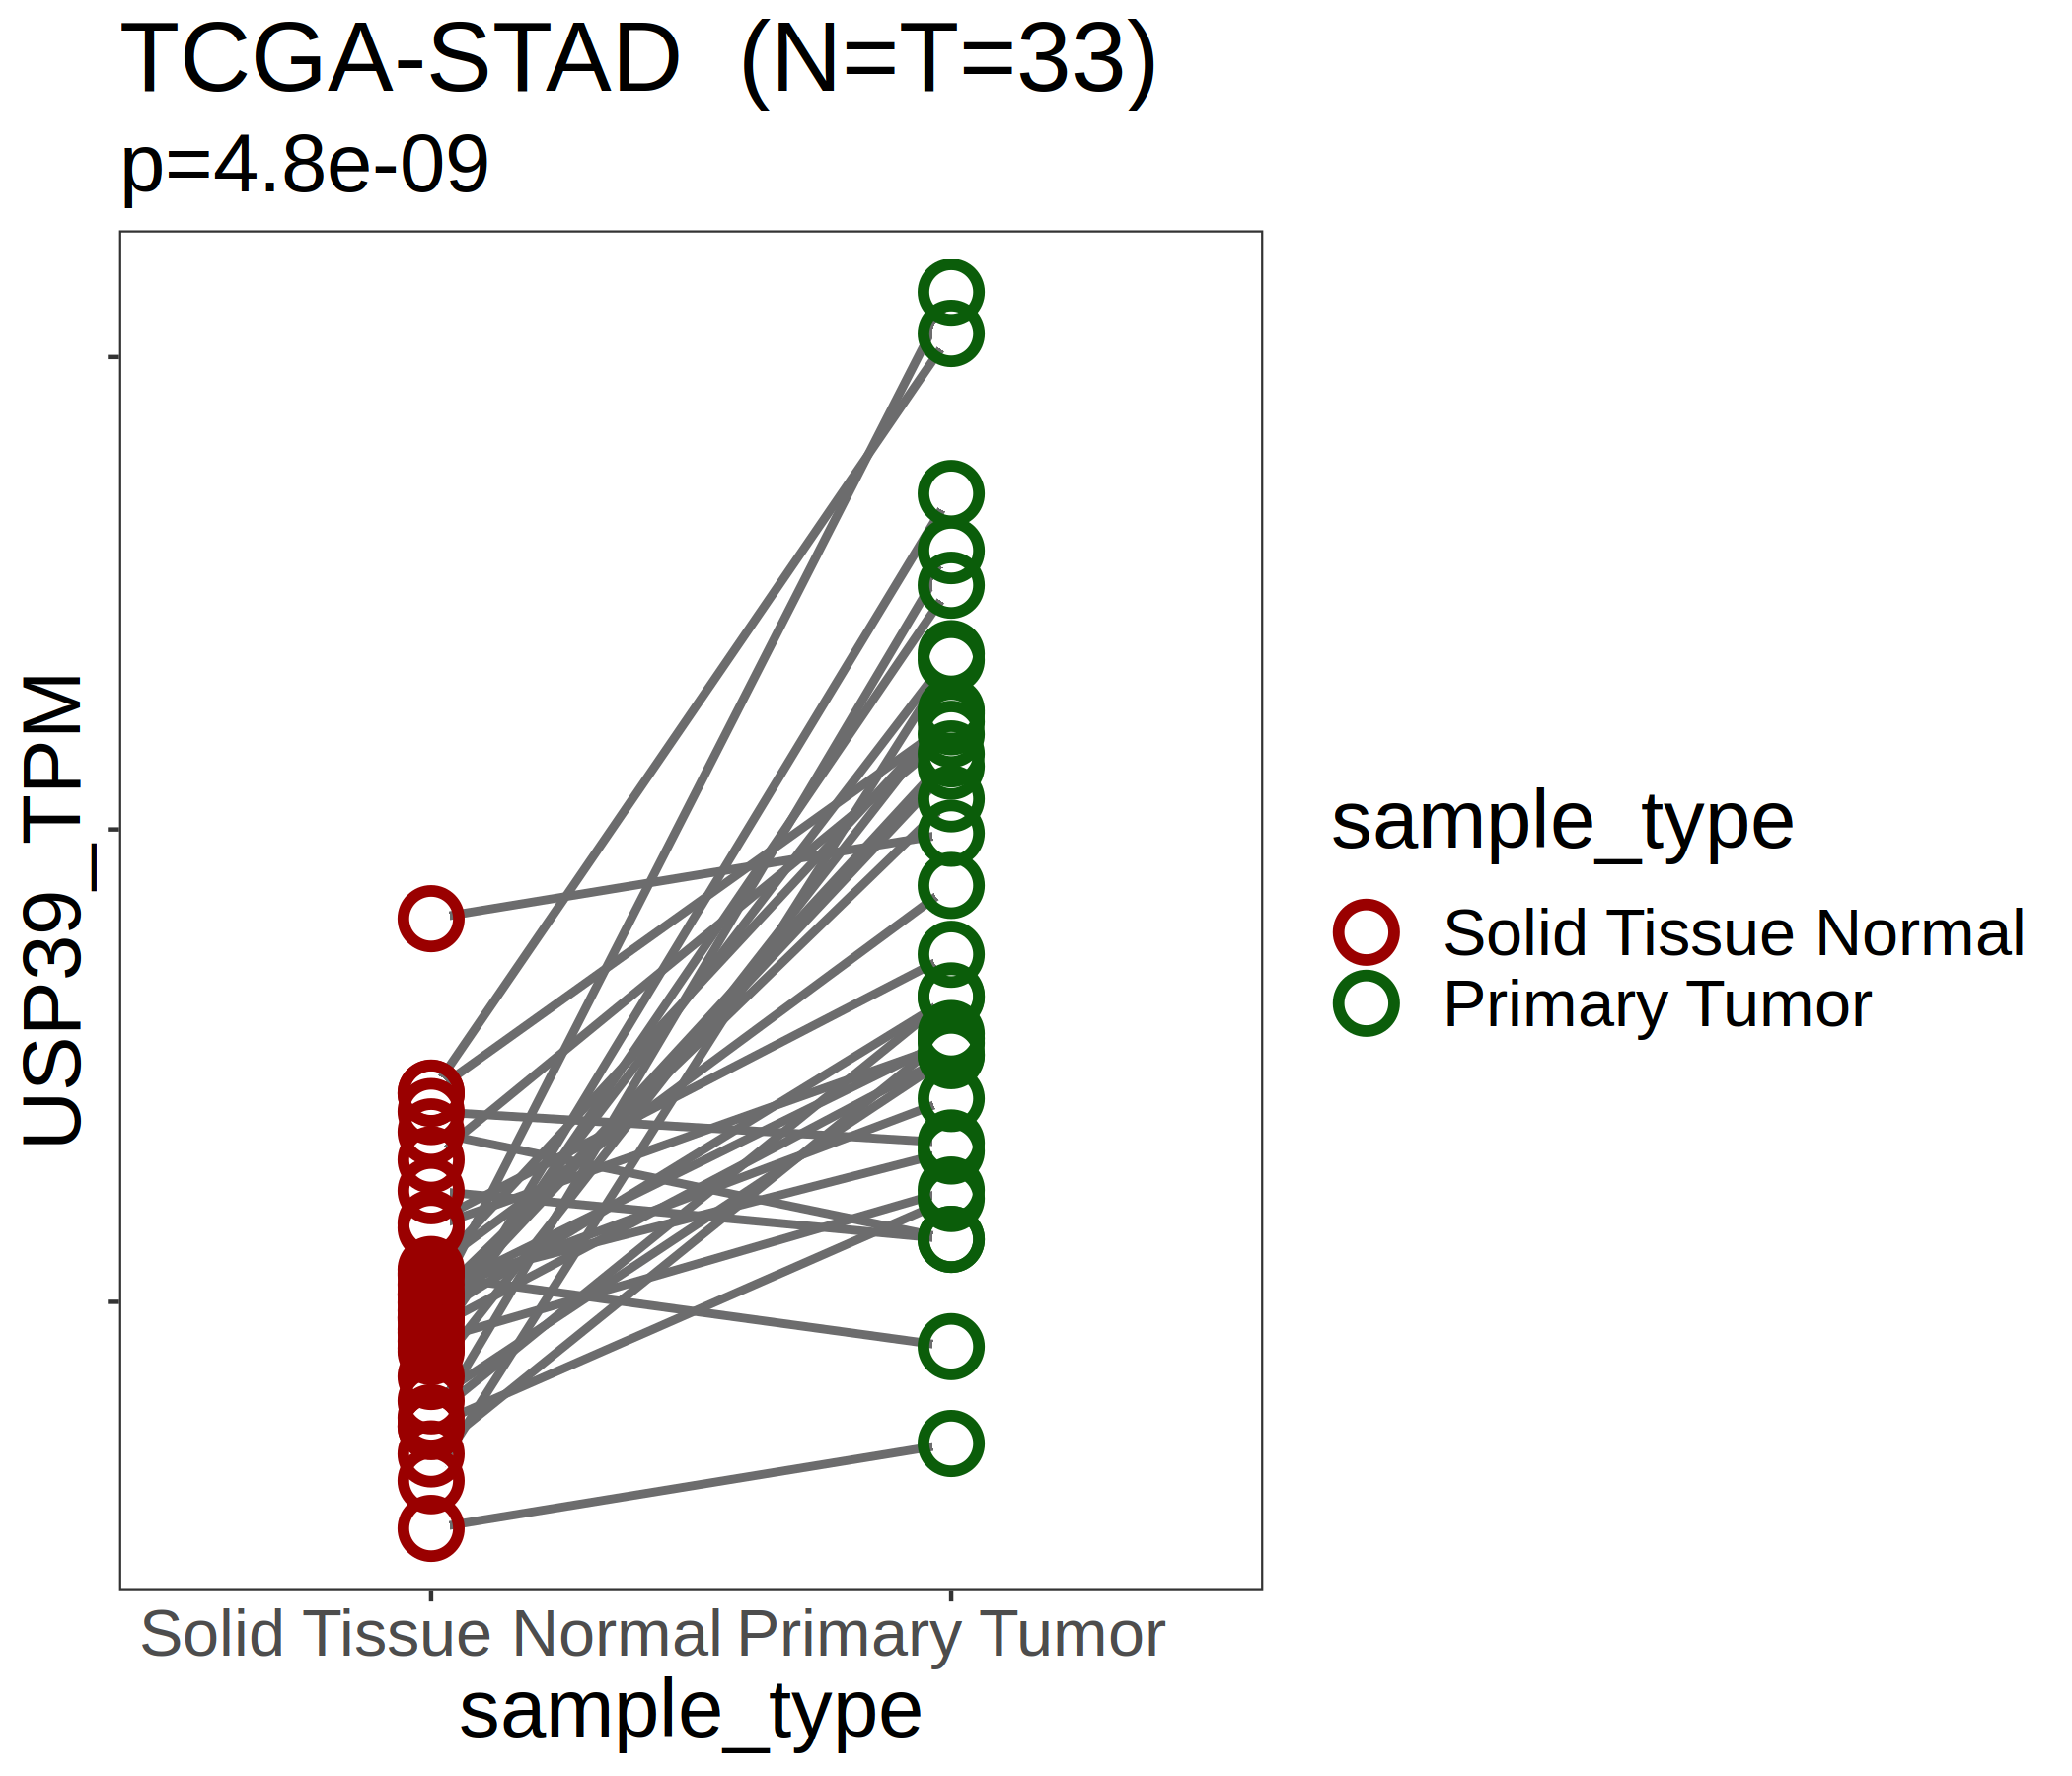 TCGA-STAD (N=T=33)
p=4.8e-09
USP39_TPM
Solid Tissue Normal
Primary Tumor
sample_type
sample_type
Solid Tissue Normal
Primary Tumor